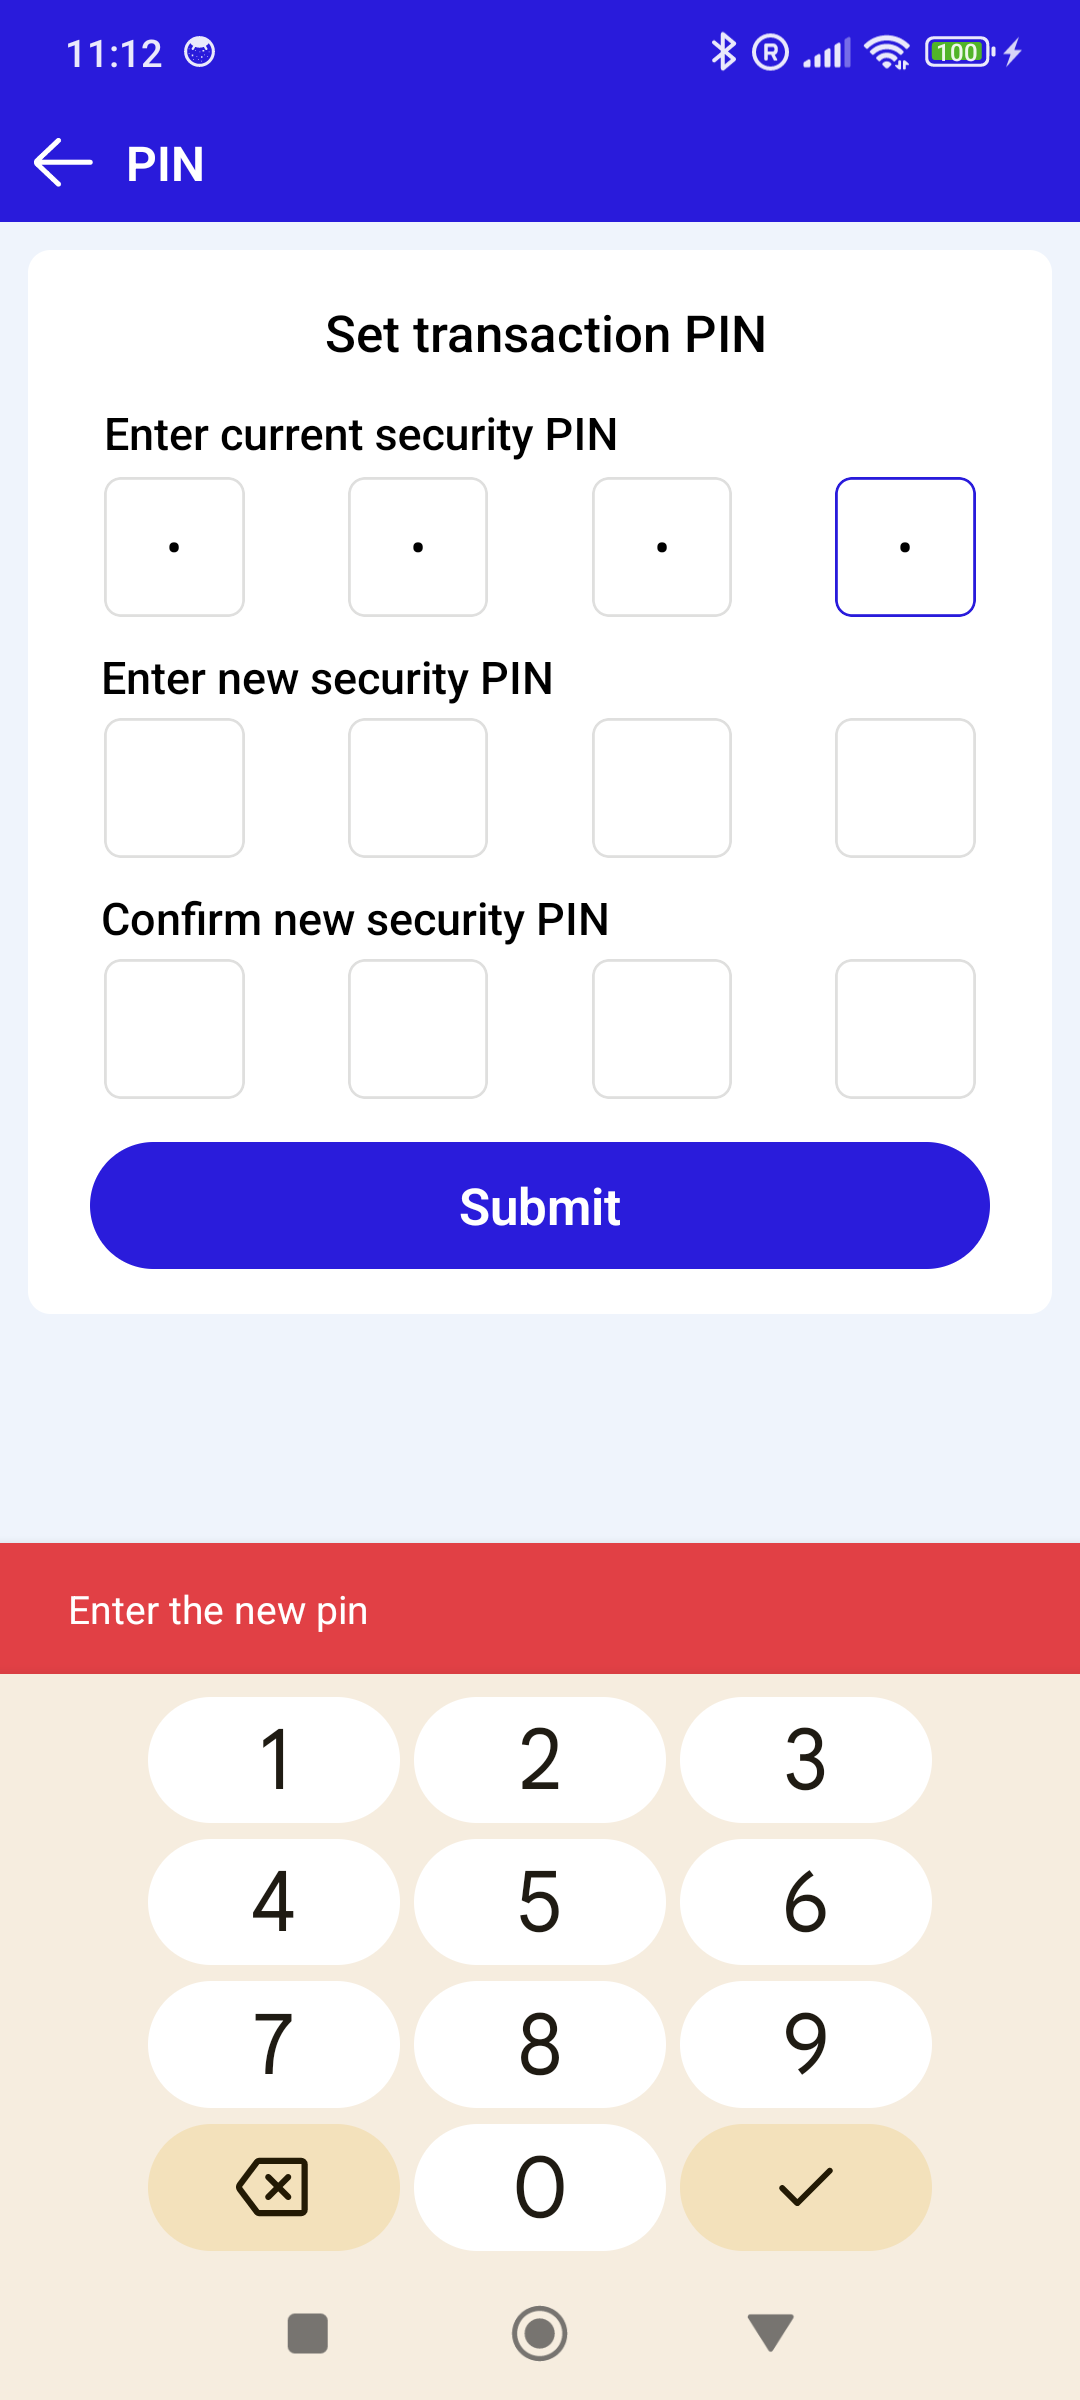 11:12
R
100
PIN
Set transaction PIN
Enter current security PIN
Enter new security PIN
Confirm new security PIN
Submit
Enter the new pin
1 2 3
4 5 6
7 8 9
0